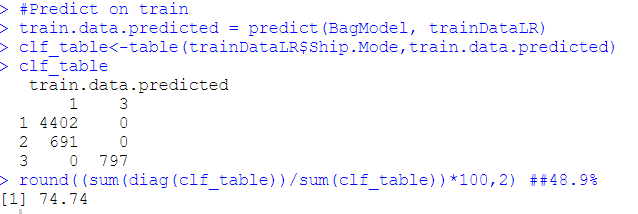 > #Predict on train
> train.data.predicted = predict(BagModel, trainDataLR)
> clf_table<-table(trainDataLR$Ship.Mode,train.data.predicted)
> clf_table
   train.data.predicted
       1    3
  1 4402    0
  2  691    0
  3    0  797
> round((sum(diag(clf_table))/sum(clf_table))*100,2) ##48.9%
[1] 74.74